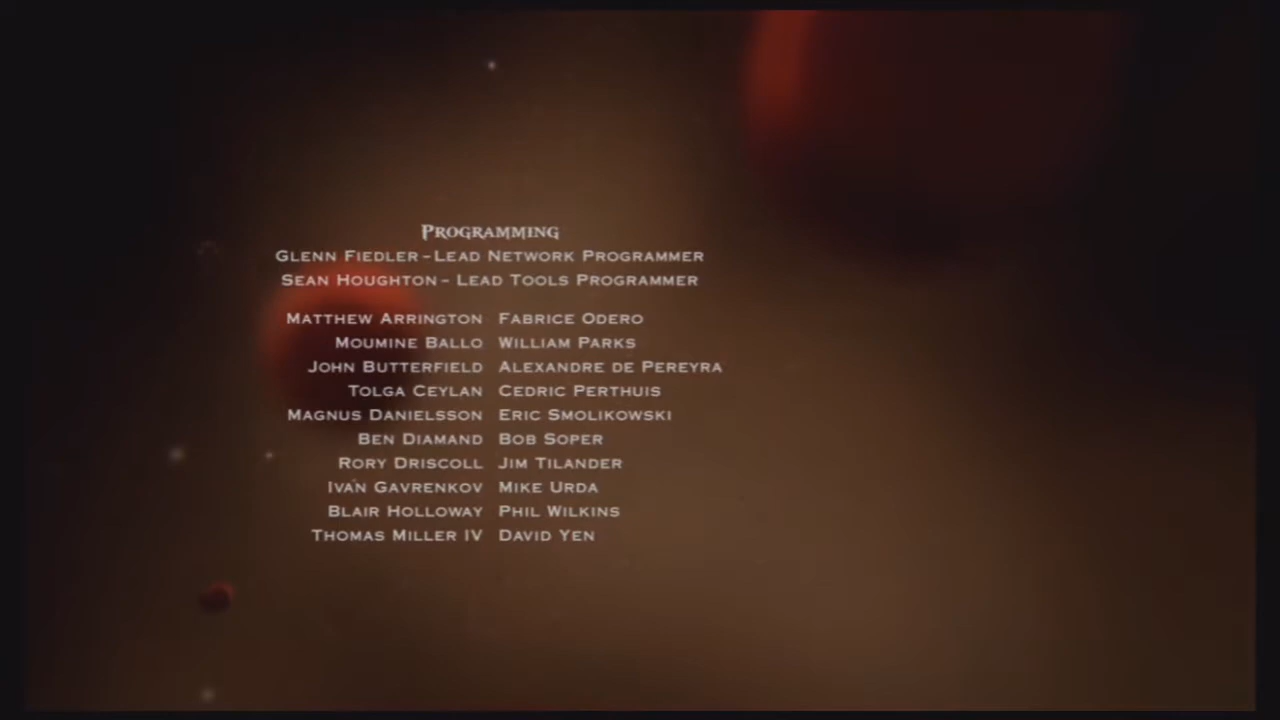 Programming
Glenn Fiedler - Lead Network Programmer
Sean Houghton - Lead Tools Programmer
Matthew Arrington Fabrice Odero
Moumine Ballo William Parks
John Butterfield Alexandre de Pereyra
Tolga Ceylan Cedric Perthuis
Magnus Danielsson Eric Smolikowski
Ben Diamand Bob Soper
Rory Driscoll Jim Tilander
Ivan Gavrenkov Mike Urda
Blair Holloway Phil Wilkins
Thomas Miller IV David Yen